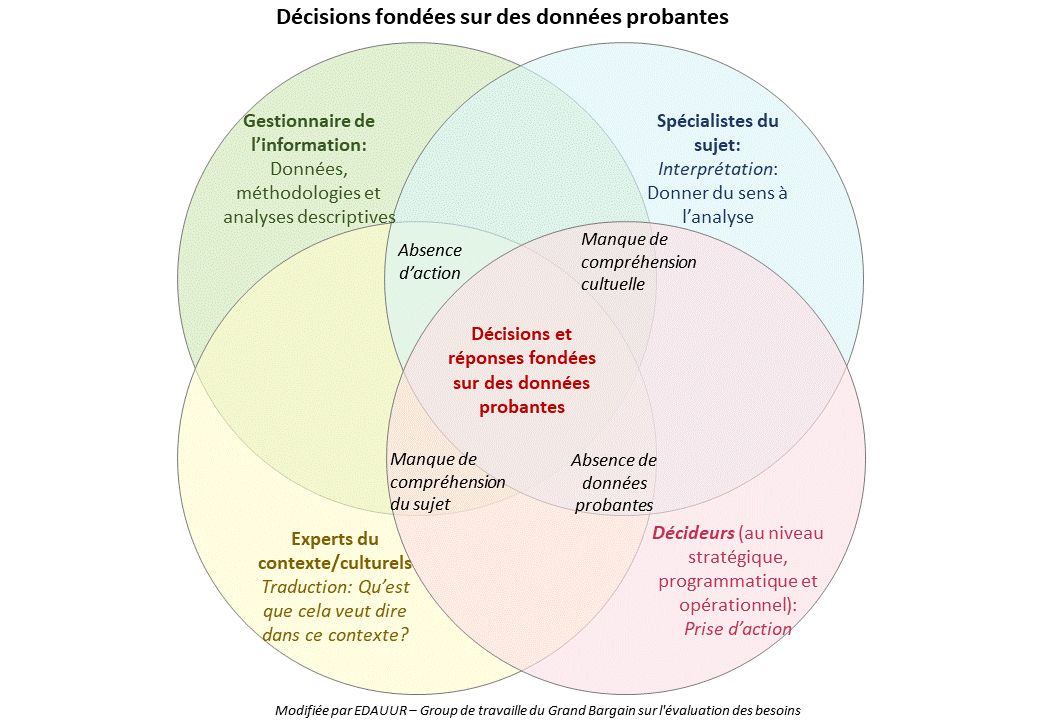 Décisions fondées sur des données probantes
Gestionnaire de
l’information:
Données,
méthodologies et
analyses descriptives
Spécialistes du
sujet:
Interprétation:
Donner du sens à
l’analyse
Absence
d’action
Manque de
compréhension
cultuelle
Décisions et
réponses fondées
sur des données
probantes
Manque de
compréhension
du sujet
Absence de
données
probantes
Experts du
contexte/culturels
Traduction: Qu’est
que cela veut dire
dans ce contexte?
Décideurs (au niveau
stratégique,
programmatique et
opérationnel):
Prise d’action
Modifiée par EDAUUR – Group de travaille du Grand Bargain sur l'évaluation des besoins